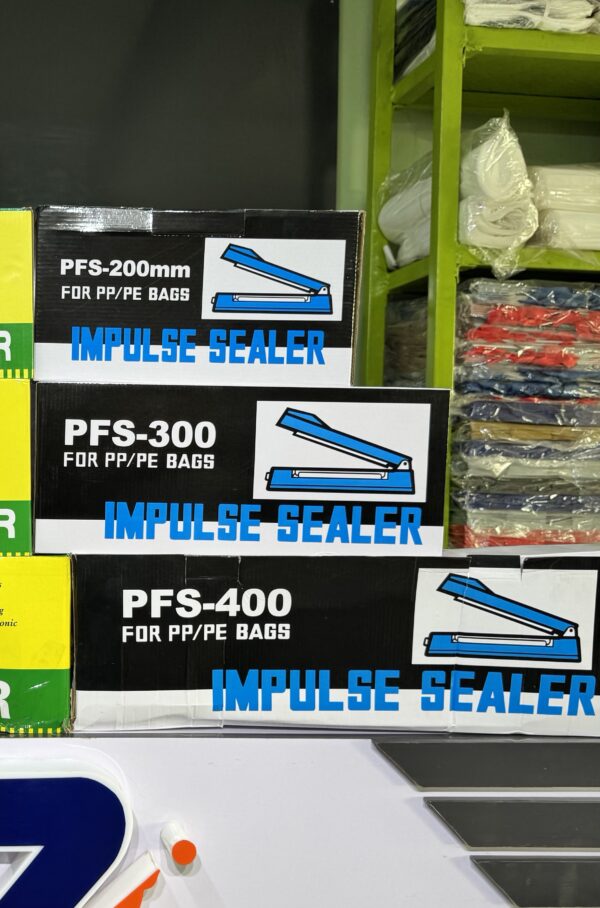 PFS-200mm
FOR PP/PE BAGS
IMPULSE SEALER
R
PFS-300
FOR PP/PE BAGS
IMPULSE SEALER
R
PFS-400
FOR PP/PE BAGS
IMPULSE SEALER
R